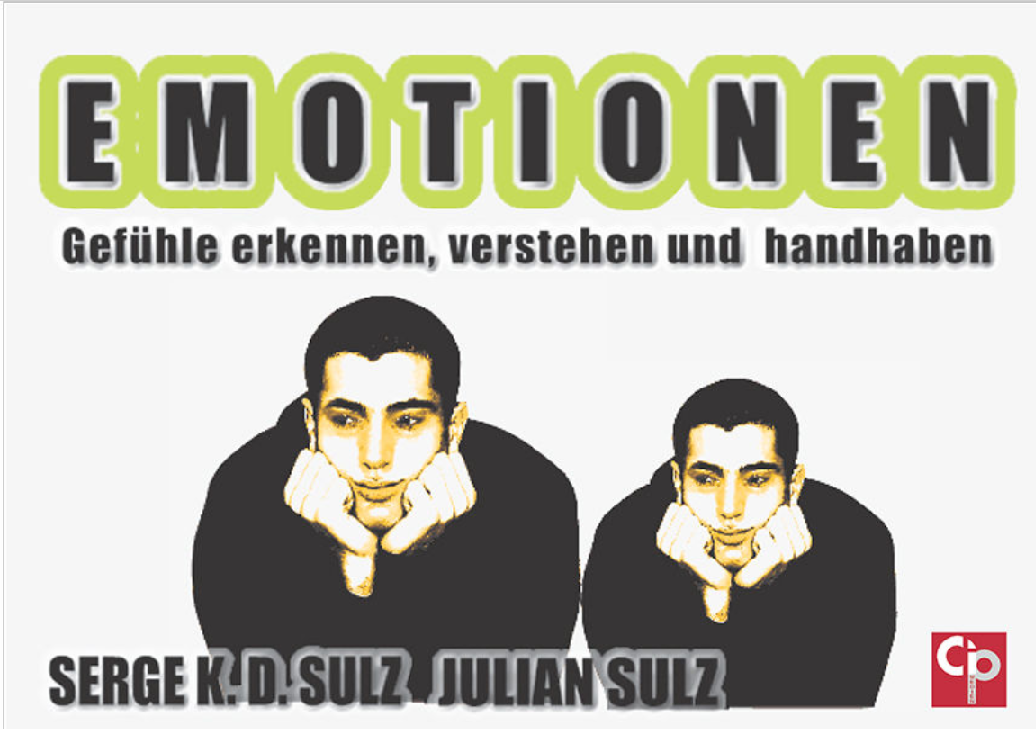 EMOTIONEN
Gefühle erkennen, verstehen und handhaben
SERGE K. D. SULZ JULIAN SULZ
Cip